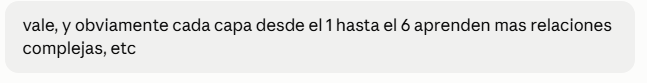 vale, y obviamente cada capa desde el 1 hasta el 6 aprenden mas relaciones
complejas, etc